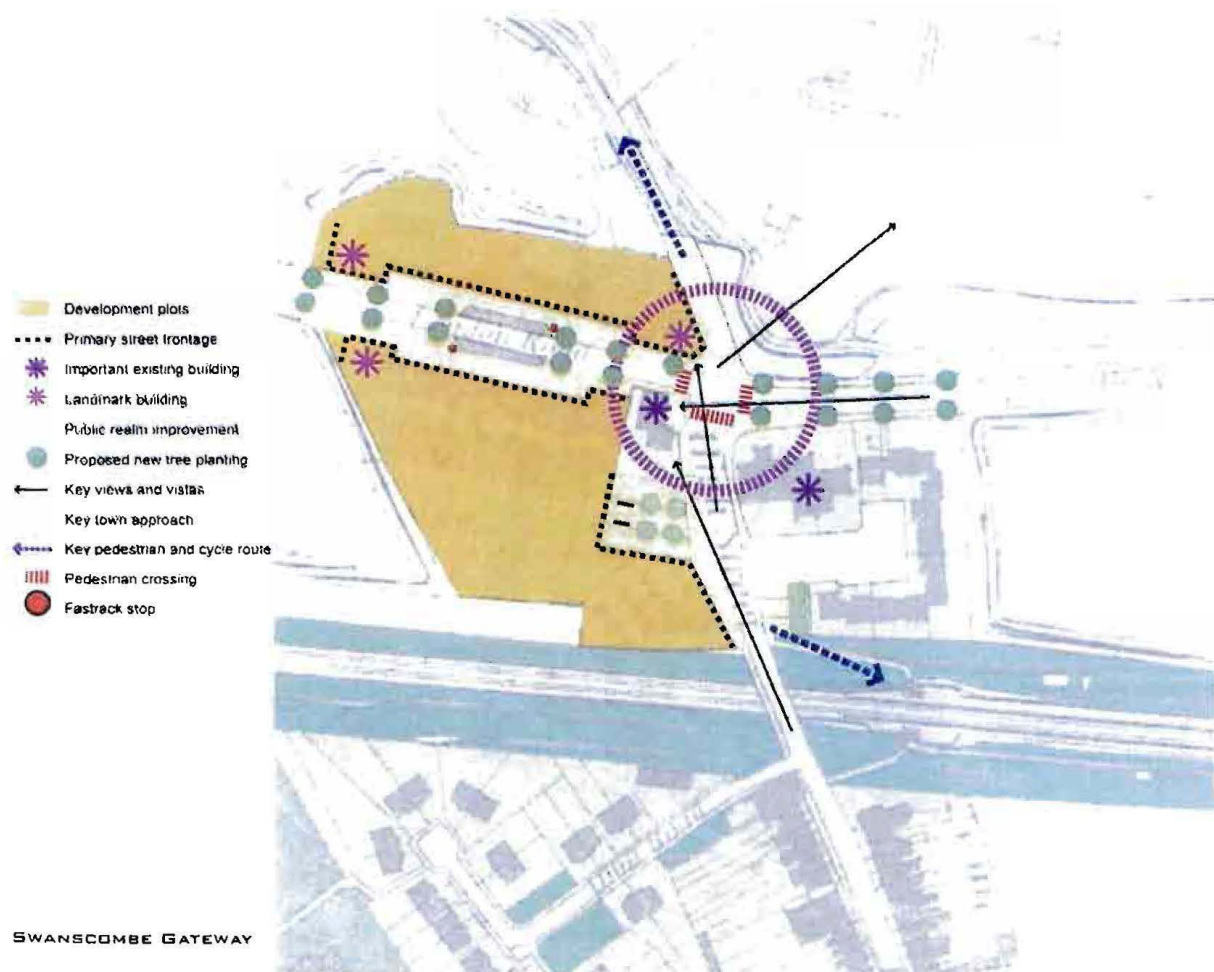 Development plots
Primary street frontage
Important existing building
Landmark building
Public realm improvement
Proposed new tree planting
Key views and vistas
Key town approach
Key pedestrian and cycle route
Pedestrian crossing
Fastrack stop
SWANSCOMBE GATEWAY